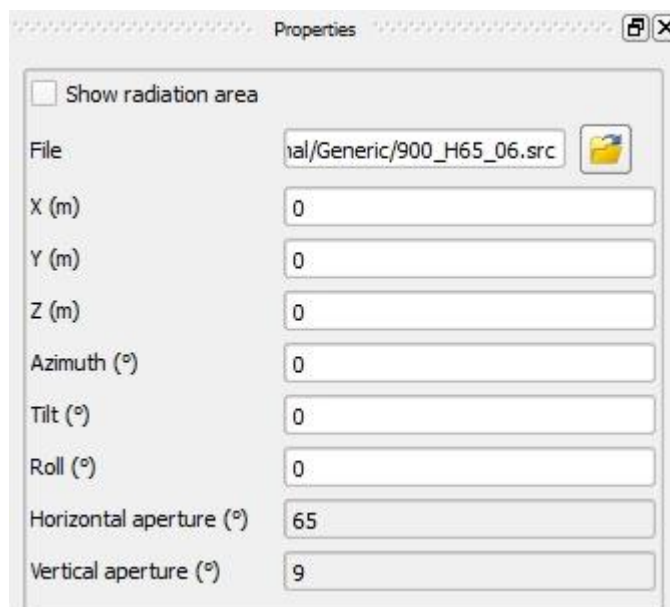 Properties
Show radiation area
File nal/Generic/900_H65_06.src
X (m) 0
Y (m) 0
Z (m) 0
Azimuth (º) 0
Tilt (º) 0
Roll (º) 0
Horizontal aperture (º) 65
Vertical aperture (º) 9